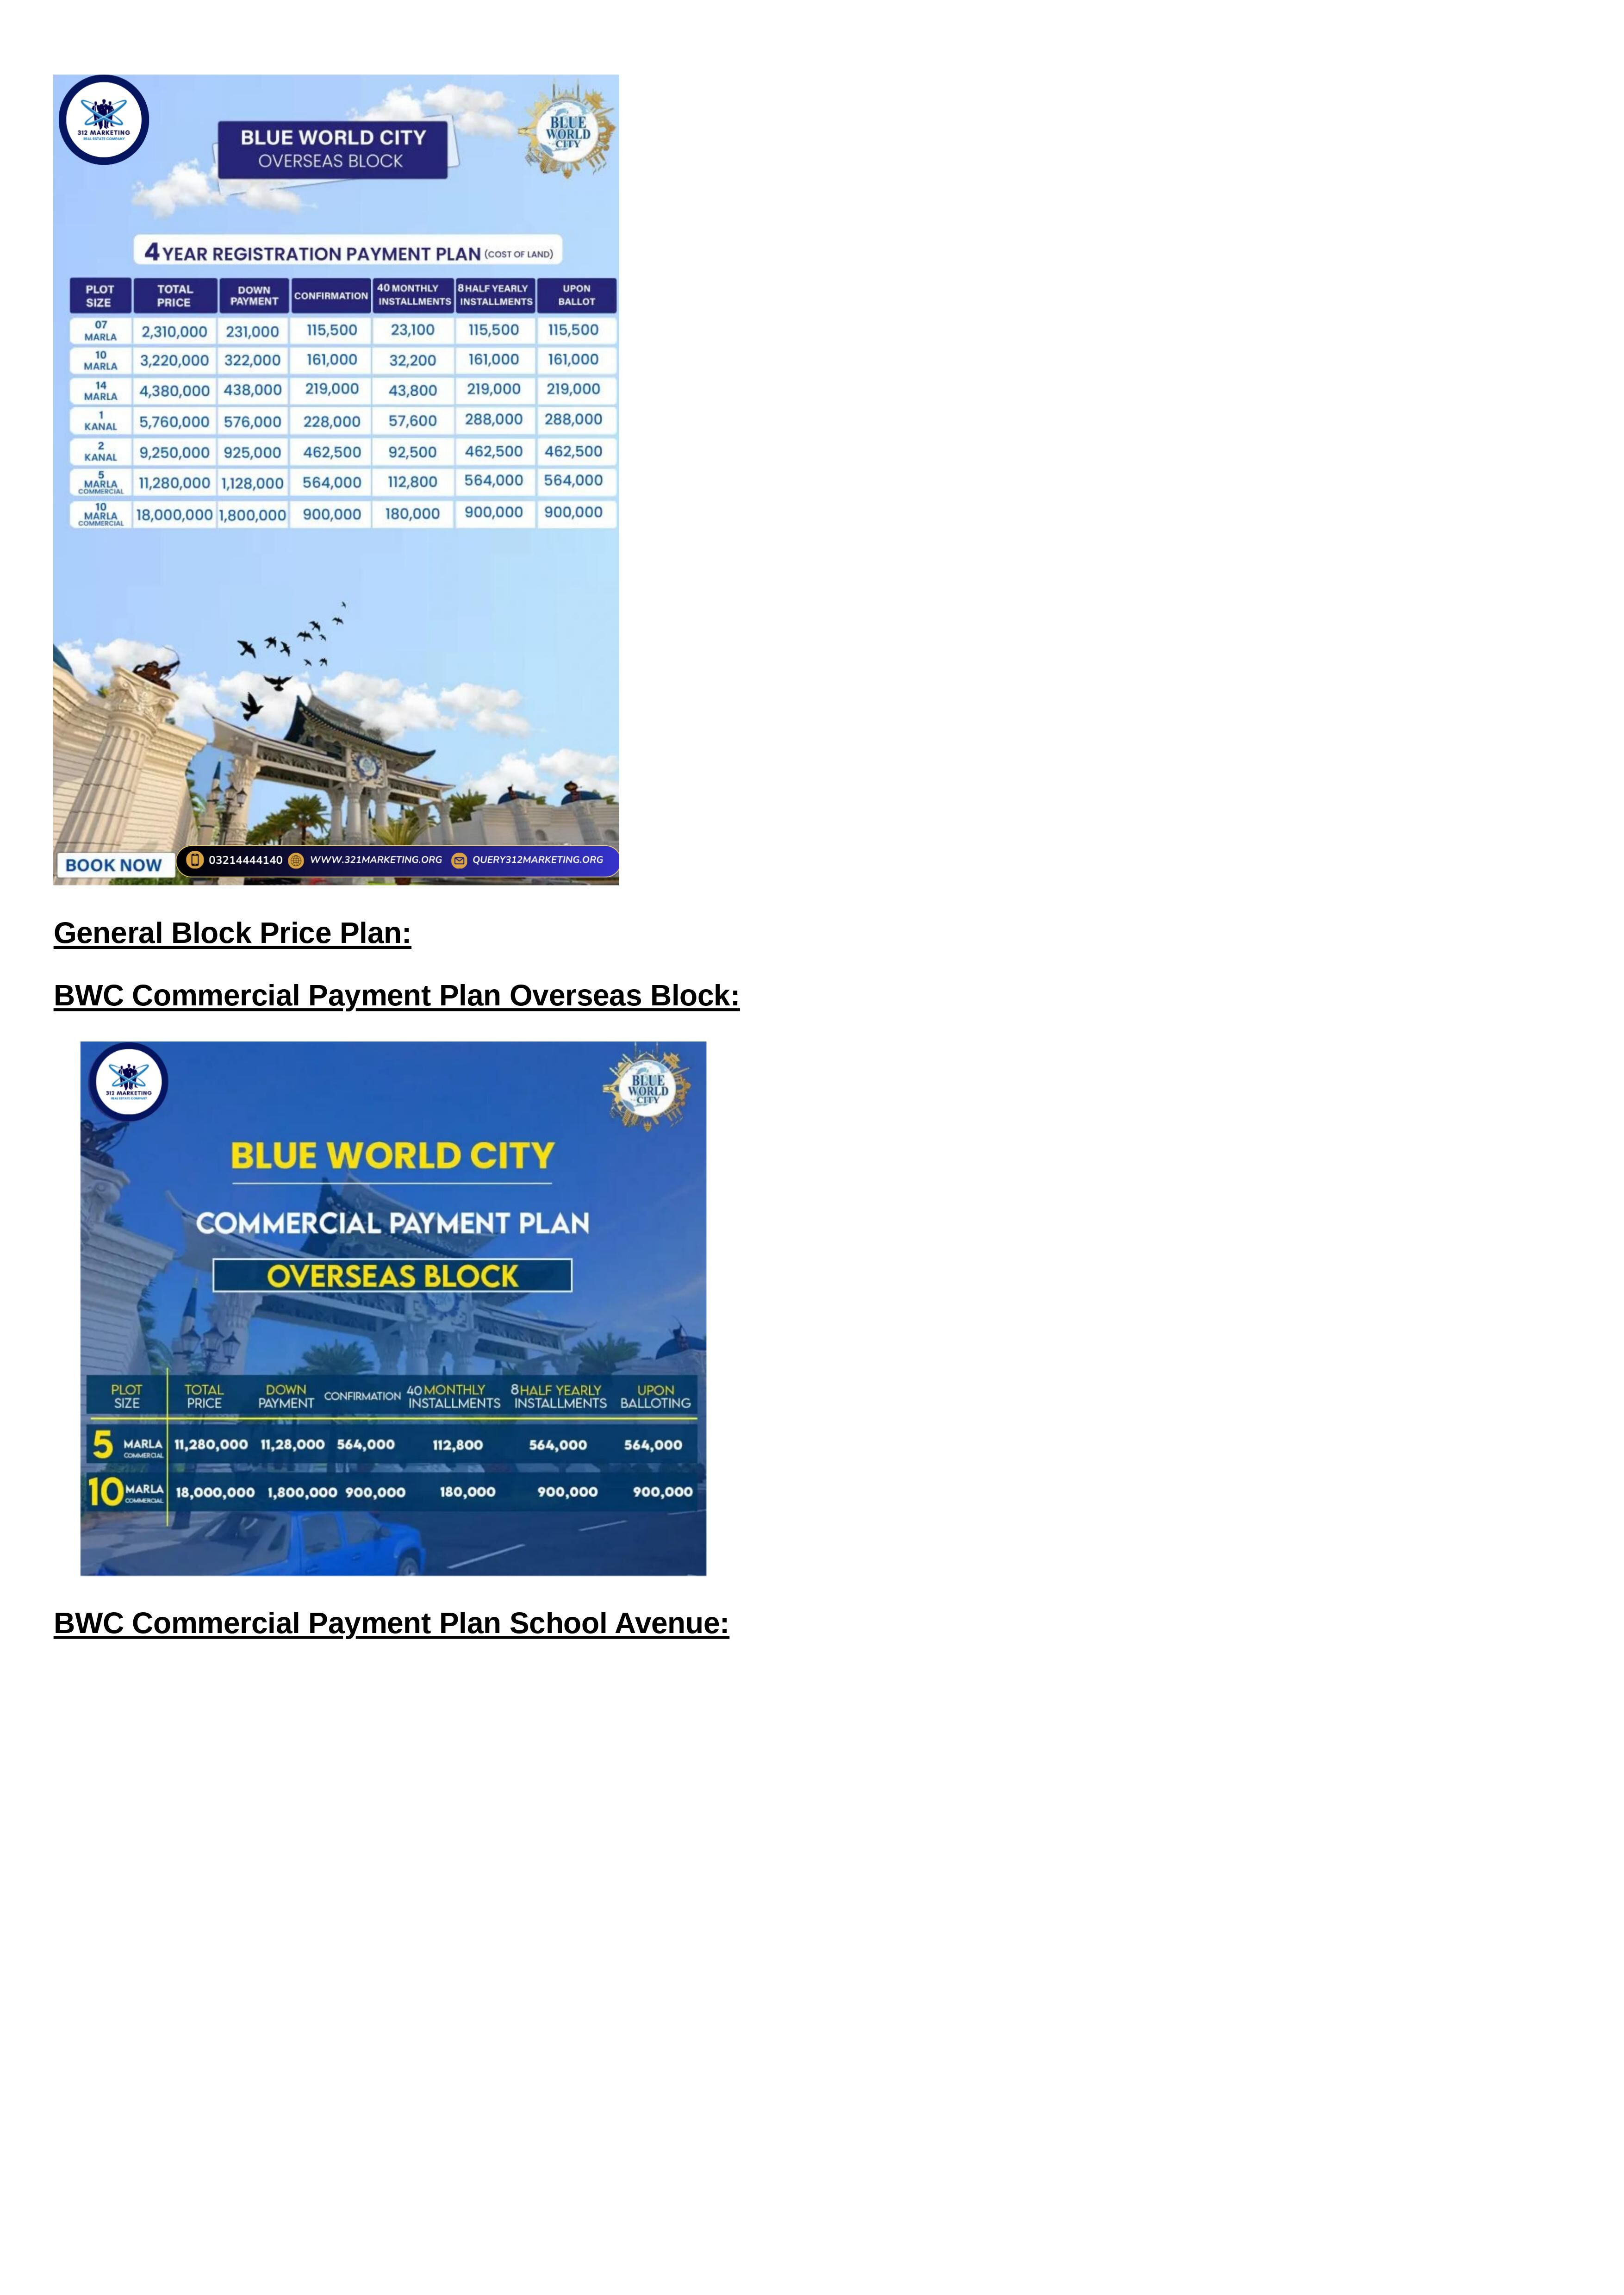 312 MARKETING
REAL ESTATE COMPANY
BLUE WORLD CITY
OVERSEAS BLOCK
BLUE
WORLD
CITY
4 YEAR REGISTRATION PAYMENT PLAN (COST OF LAND)
PLOT SIZE TOTAL PRICE DOWN PAYMENT CONFIRMATION 40 MONTHLY INSTALLMENTS 8 HALF YEARLY INSTALLMENTS UPON BALLOT
07 MARLA 2,310,000 231,000 115,500 23,100 115,500 115,500
10 MARLA 3,220,000 322,000 161,000 32,200 161,000 161,000
14 MARLA 4,380,000 438,000 219,000 43,800 219,000 219,000
1 KANAL 5,760,000 576,000 228,000 57,600 288,000 288,000
2 KANAL 9,250,000 925,000 462,500 92,500 462,500 462,500
5 MARLA COMMERCIAL 11,280,000 1,128,000 564,000 112,800 564,000 564,000
10 MARLA COMMERCIAL 18,000,000 1,800,000 900,000 180,000 900,000 900,000
BOOK NOW 03214444140 WWW.321MARKETING.ORG QUERY312MARKETING.ORG
General Block Price Plan:
BWC Commercial Payment Plan Overseas Block:
312 MARKETING
REAL ESTATE COMPANY
BLUE
WORLD
CITY
BLUE WORLD CITY
COMMERCIAL PAYMENT PLAN
OVERSEAS BLOCK
PLOT SIZE TOTAL PRICE DOWN PAYMENT CONFIRMATION 40 MONTHLY INSTALLMENTS 8 HALF YEARLY INSTALLMENTS UPON BALLOTING
5 MARLA COMMERCIAL 11,280,000 11,28,000 564,000 112,800 564,000 564,000
10 MARLA COMMERCIAL 18,000,000 1,800,000 900,000 180,000 900,000 900,000
BWC Commercial Payment Plan School Avenue: